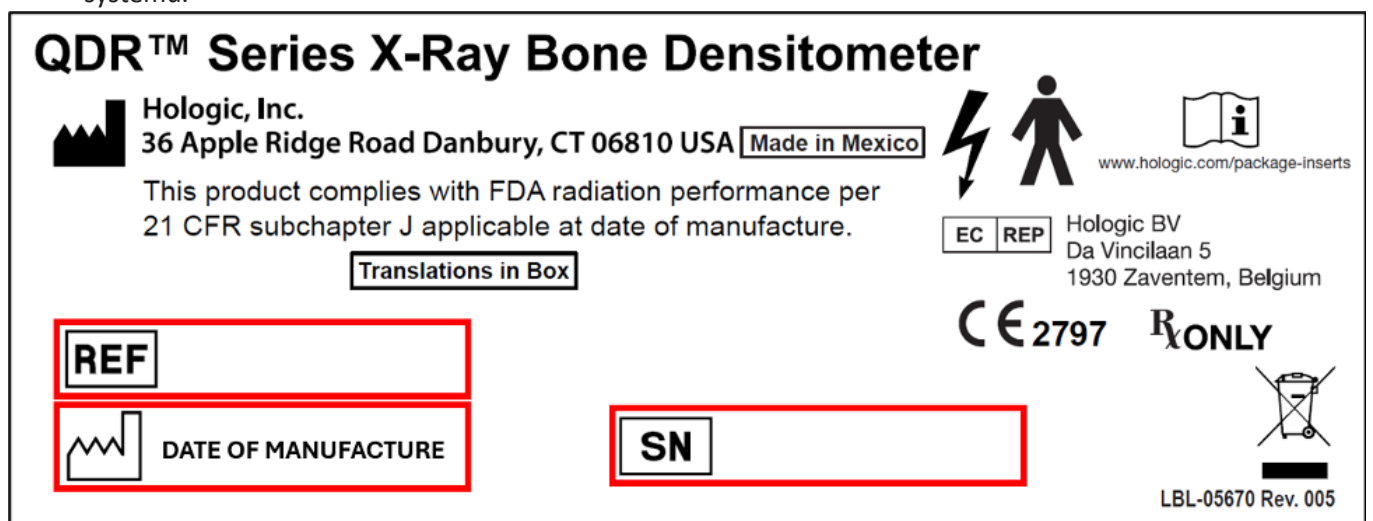 QDR™ Series X-Ray Bone Densitometer
Hologic, Inc.
36 Apple Ridge Road Danbury, CT 06810 USA Made in Mexico
This product complies with FDA radiation performance per
21 CFR subchapter J applicable at date of manufacture.
Translations in Box
www.hologic.com/package-inserts
EC REP
Hologic BV
Da Vincilaan 5
1930 Zaventem, Belgium
CE 2797
Rx ONLY
REF
DATE OF MANUFACTURE
SN
LBL-05670 Rev. 005